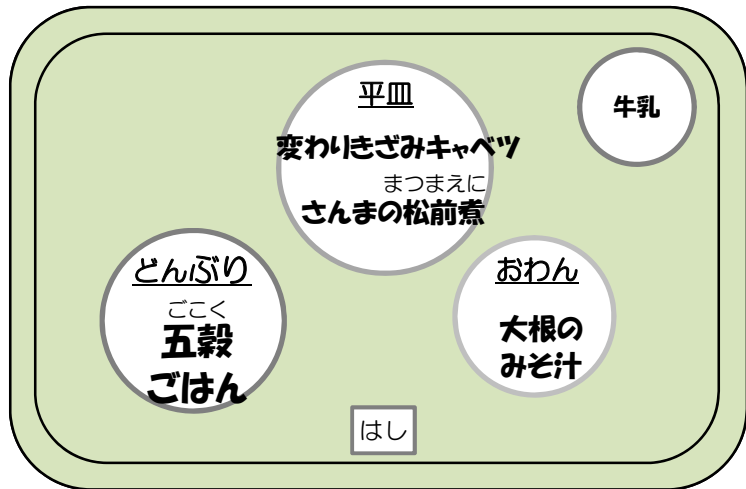 平皿
変わりきざみキャベツ
まつまえに
さんまの松前煮
牛乳
どんぶり
ごこく
五穀
ごはん
おわん
大根の
みそ汁
はし